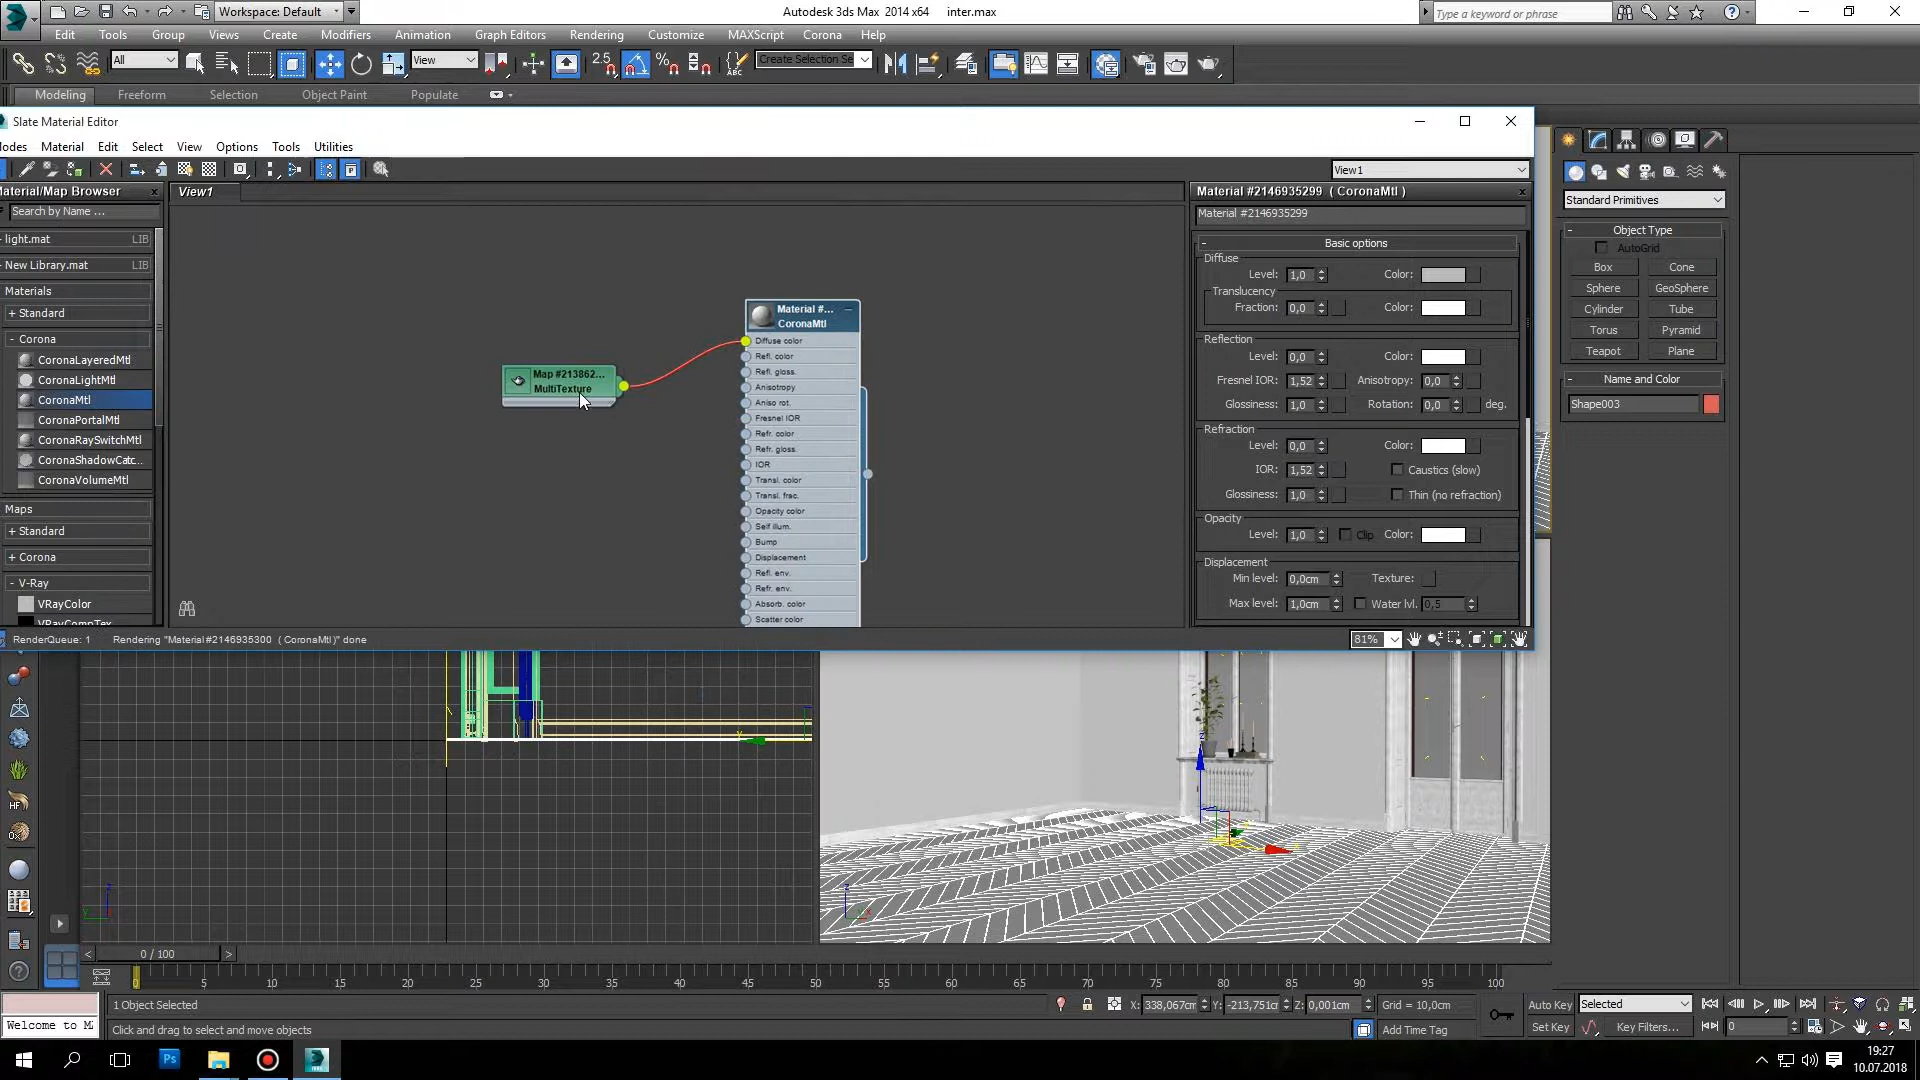 Workspace: Default
Autodesk 3ds Max 2014 x64 inter.max
Type a keyword or phrase
Edit Tools Group Views Create Modifiers Animation Graph Editors Rendering Customize MAXScript Corona Help
All
View
2.5
Create Selection Se
Modeling Freeform Selection Object Paint Populate
Slate Material Editor
Modes Material Edit Select View Options Tools Utilities
View1
Material/Map Browser
Search by Name ...
light.mat LIB
New Library.mat LIB
Materials
+ Standard
- Corona
CoronaLayeredMtl
CoronaLightMtl
CoronaMtl
CoronaPortalMtl
CoronaRaySwitchMtl
CoronaShadowCatc...
CoronaVolumeMtl
Maps
+ Standard
+ Corona
- V-Ray
VRayColor
VRayCompTex
View1
Map #213862...
MultiTexture
Material #...
CoronaMtl
Diffuse color
Refl. color
Refl. gloss.
Anisotropy
Aniso rot.
Fresnel IOR
Refr. color
Refr. gloss.
IOR
Transl. color
Transl. frac.
Opacity color
Self illum.
Bump
Displacement
Refl. env.
Refr. env.
Absorb. color
Scatter color
Material #2146935299 ( CoronaMtl )
Material #2146935299
- Basic options
Diffuse
Level: 1,0 Color:
Translucency
Fraction: 0,0 Color:
Reflection
Level: 0,0 Color:
Fresnel IOR: 1,52 Anisotropy: 0,0
Glossiness: 1,0 Rotation: 0,0 deg.
Refraction
Level: 0,0 Color:
IOR: 1,52 Caustics (slow)
Glossiness: 1,0 Thin (no refraction)
Opacity
Level: 1,0 Clip Color:
Displacement
Min level: 0,0cm Texture:
Max level: 1,0cm Water lvl. 0,5
RenderQueue: 1 Rendering "Material #2146935300 ( CoronaMtl )" done
81%
Standard Primitives
- Object Type
AutoGrid
Box Cone
Sphere GeoSphere
Cylinder Tube
Torus Pyramid
Teapot Plane
- Name and Color
Shape003
HF
< 0 / 100 >
0 5 10 15 20 25 30 35 40 45 50 55 60 65 70 75 80 85 90 95 100
1 Object Selected
X: 338,067cm Y: -213,751cm Z: 0,001cm Grid = 10,0cm
Auto Key Selected
Welcome to M
Click and drag to select and move objects
Add Time Tag
Set Key Key Filters... 0
Ps
19:27
10.07.2018